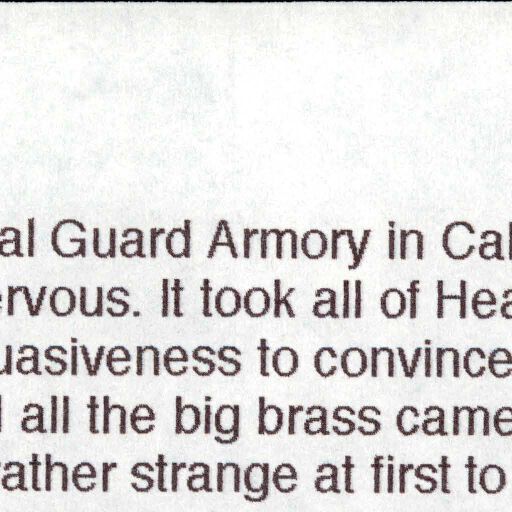 al Guard Armory in Cal
ervous. It took all of Hea
uasiveness to convince
l all the big brass came
rather strange at first to